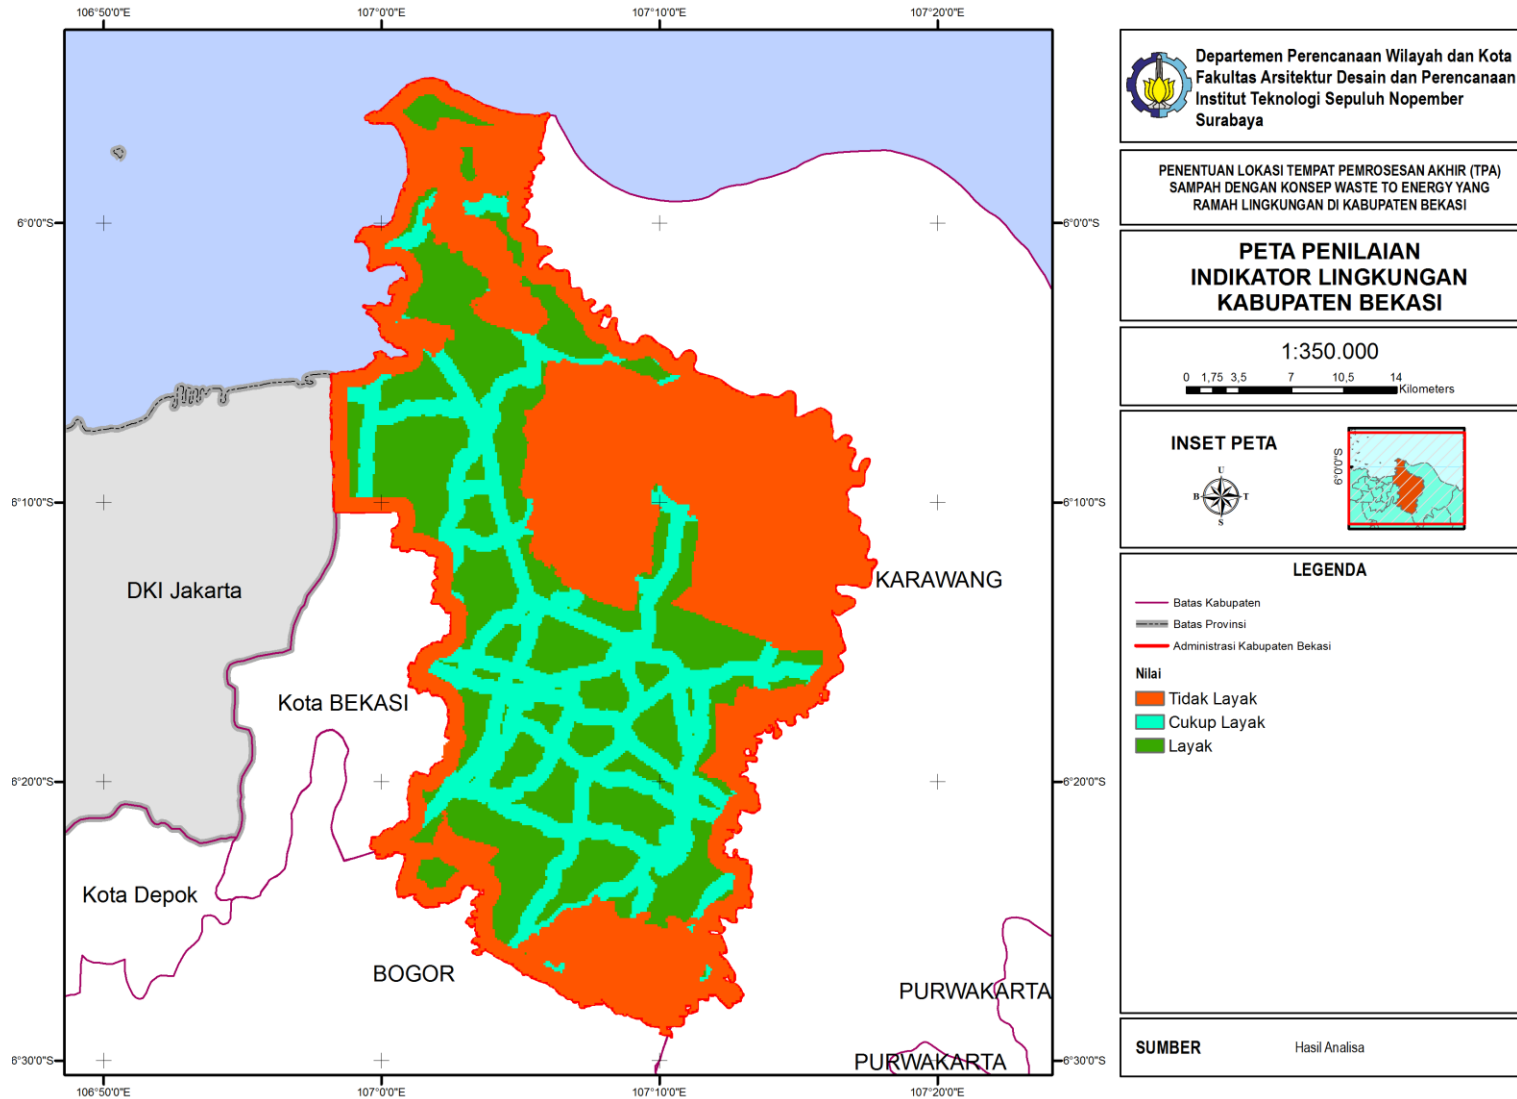 106°50'0"E 107°0'0"E 107°10'0"E 107°20'0"E
6°0'0"S 6°0'0"S
6°10'0"S 6°10'0"S
6°20'0"S 6°20'0"S
6°30'0"S 6°30'0"S
106°50'0"E 107°0'0"E 107°10'0"E 107°20'0"E
DKI Jakarta
KARAWANG
Kota BEKASI
Kota Depok
BOGOR
PURWAKARTA
PURWAKARTA
Departemen Perencanaan Wilayah dan Kota
Fakultas Arsitektur Desain dan Perencanaan
Institut Teknologi Sepuluh Nopember
Surabaya
PENENTUAN LOKASI TEMPAT PEMROSESAN AKHIR (TPA)
SAMPAH DENGAN KONSEP WASTE TO ENERGY YANG
RAMAH LINGKUNGAN DI KABUPATEN BEKASI
PETA PENILAIAN
INDIKATOR LINGKUNGAN
KABUPATEN BEKASI
1:350.000
0 1,75 3,5 7 10,5 14
Kilometers
INSET PETA
U
B T
S
6°0'0"S
LEGENDA
Batas Kabupaten
Batas Provinsi
Administrasi Kabupaten Bekasi
Nilai
Tidak Layak
Cukup Layak
Layak
SUMBER Hasil Analisa